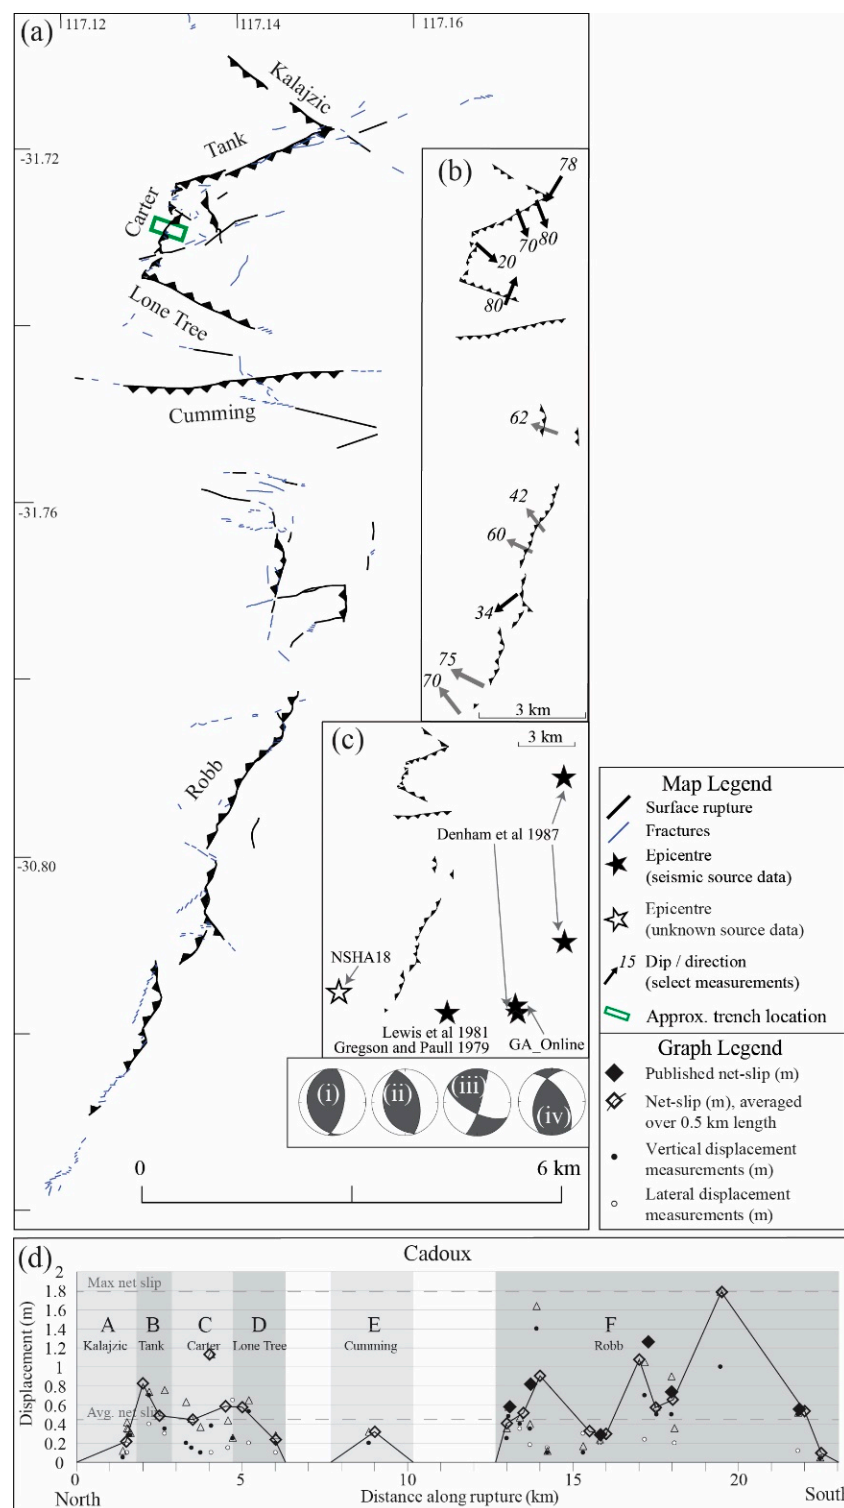 (a)
117.12
117.14
117.16
Kalajzic
Tank
-31.72
Carter
Lone Tree
Cumming
-31.76
Robb
-30.80
0
6 km
(b)
78
70
80
20
80
62
42
60
34
75
70
3 km
(c)
3 km
Denham et al 1987
NSHA18
Lewis et al 1981
Gregson and Paull 1979
GA_Online
(i)
(ii)
(iii)
(iv)
Map Legend
Surface rupture
Fractures
Epicentre
(seismic source data)
Epicentre
(unknown source data)
15 Dip / direction
(select measurements)
Approx. trench location
Graph Legend
Published net-slip (m)
Net-slip (m), averaged
over 0.5 km length
Vertical displacement
measurements (m)
Lateral displacement
measurements (m)
(d)
Cadoux
Displacement (m)
2
1.8
1.6
1.4
1.2
1
0.8
0.6
0.4
0.2
0
Max net slip
Avg. net slip
A
Kalajzic
B
Tank
C
Carter
D
Lone Tree
E
Cumming
F
Robb
0
5
10
15
20
North
Distance along rupture (km)
South